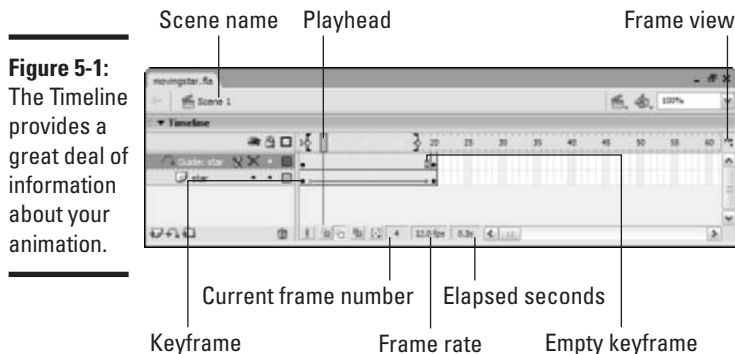 Scene name
Playhead
Frame view
Figure 5-1:
The Timeline
provides a
great deal of
information
about your
animation.
movingstar.fla
Scene 1
100%
Timeline
20 25 30 35 40 45 50 55 60
Guide: star
star
4
12.0 fps
0.3s
Current frame number
Elapsed seconds
Keyframe
Frame rate
Empty keyframe